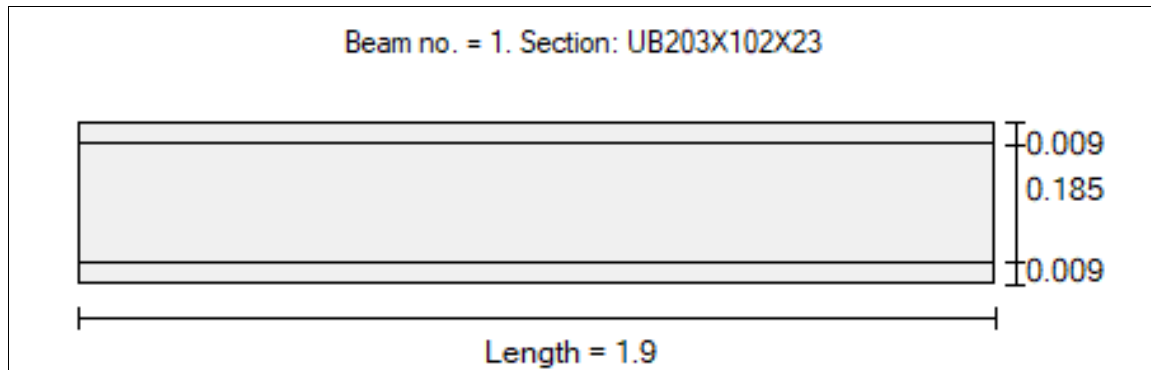 Beam no. = 1. Section: UB203X102X23
0.009
0.185
0.009
Length = 1.9